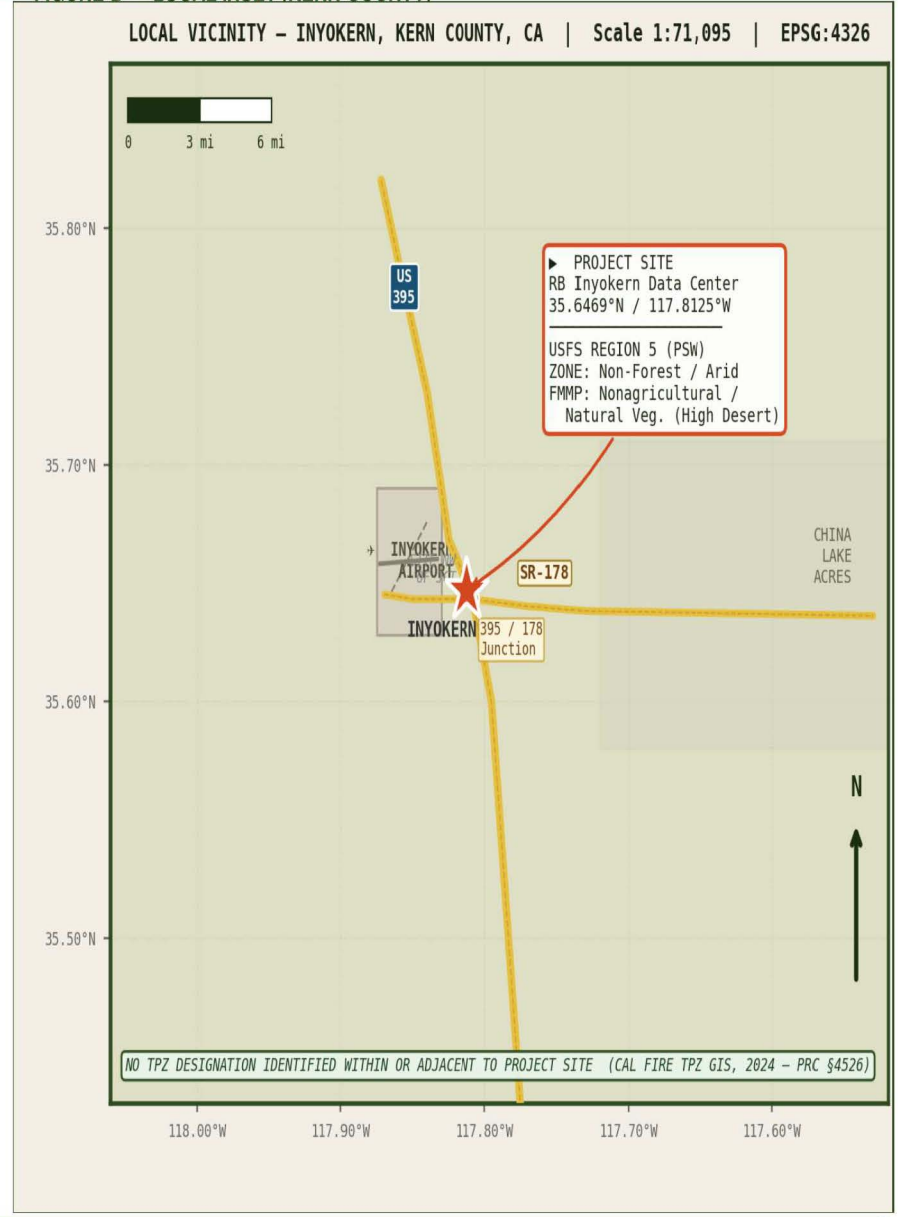 LOCAL VICINITY — INYOKERN, KERN COUNTY, CA | Scale 1:71,095 | EPSG:4326
0 3 mi 6 mi
35.80°N
US
395
▶ PROJECT SITE
RB Inyokern Data Center
35.6469°N / 117.8125°W
USFS REGION 5 (PSW)
ZONE: Non-Forest / Arid
FMMP: Nonagricultural /
Natural Veg. (High Desert)
35.70°N
CHINA
LAKE
ACRES
INYOKERN
AIRPORT
SR-178
INYOKERN
395 / 178
Junction
35.60°N
N
35.50°N
NO TPZ DESIGNATION IDENTIFIED WITHIN OR ADJACENT TO PROJECT SITE (CAL FIRE TPZ GIS, 2024 — PRC §4526)
118.00°W 117.90°W 117.80°W 117.70°W 117.60°W